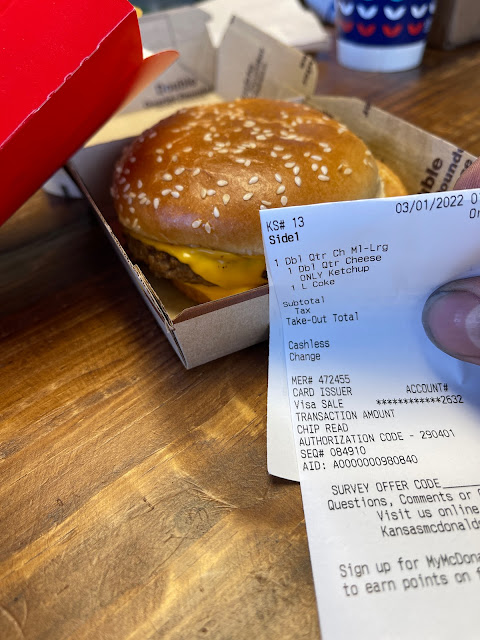 Double
Double
KS# 13
03/01/2022
Side1
1 Dbl Qtr Ch Ml-Lrg
1 Dbl Qtr Cheese
ONLY Ketchup
1 L Coke
Subtotal
Tax
Take-Out Total
Cashless
Change
MER# 472455
CARD ISSUER ACCOUNT#
Visa SALE ************2632
TRANSACTION AMOUNT
CHIP READ
AUTHORIZATION CODE - 290401
SEQ# 084910
AID: A0000000980840
SURVEY OFFER CODE
Questions, Comments or
Visit us online
Kansasmcdonalds
Sign up for MyMcDona
to earn points on